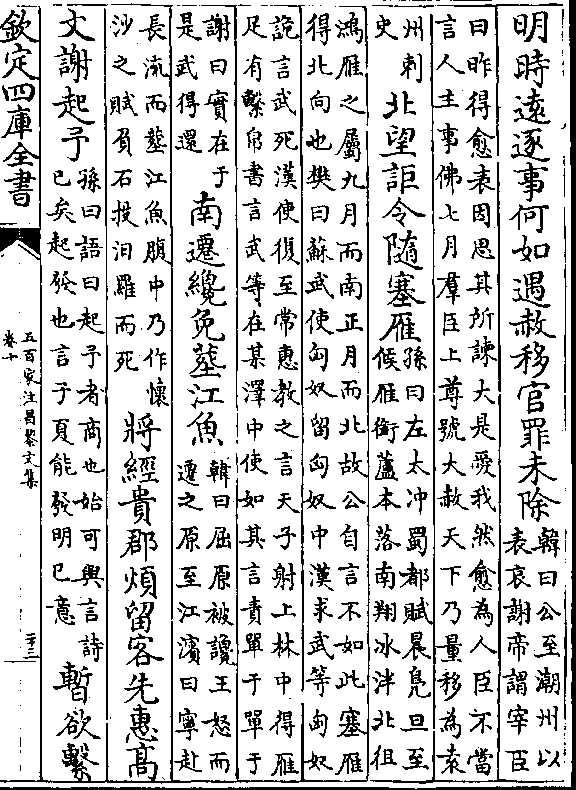 明時遠逐事何如遇赦移官罪未除
韓曰公至潮州以
表哀謝帝謂宰臣
曰昨得愈表因思其所諫大是愛我然愈為人臣不當
言人主事佛七月羣臣上尊號大赦天下乃量移為袁
州刺
史
北望詎令隨塞雁
孫曰左太冲蜀都賦晨鳧旦至
候雁銜蘆本落南翔冰泮北徂
鴻雁之屬九月而南正月而北故公自言不如此塞雁
得北向也樊曰蘇武使匈奴留匈奴中漢求武等匈奴
詭言武死漢使復至常惠教之言天子射上林中得雁
足有繫帛書言武等在某澤中使如其言責單于單于
謝曰實在于
是武得還
南遷纔免塟江魚
韓曰屈原被讒王怒而
遷之原至江濱曰寧赴
長流而塟江魚腹中乃作懷
沙之賦負石投汨羅而死
將經貴郡煩留客先惠高
文謝起予
孫曰語曰起予者商也始可與言詩
已矣起發也言子夏能發明已意
暫欲繫
欽定四庫全書
五百家注昌黎文集
卷十
二十三